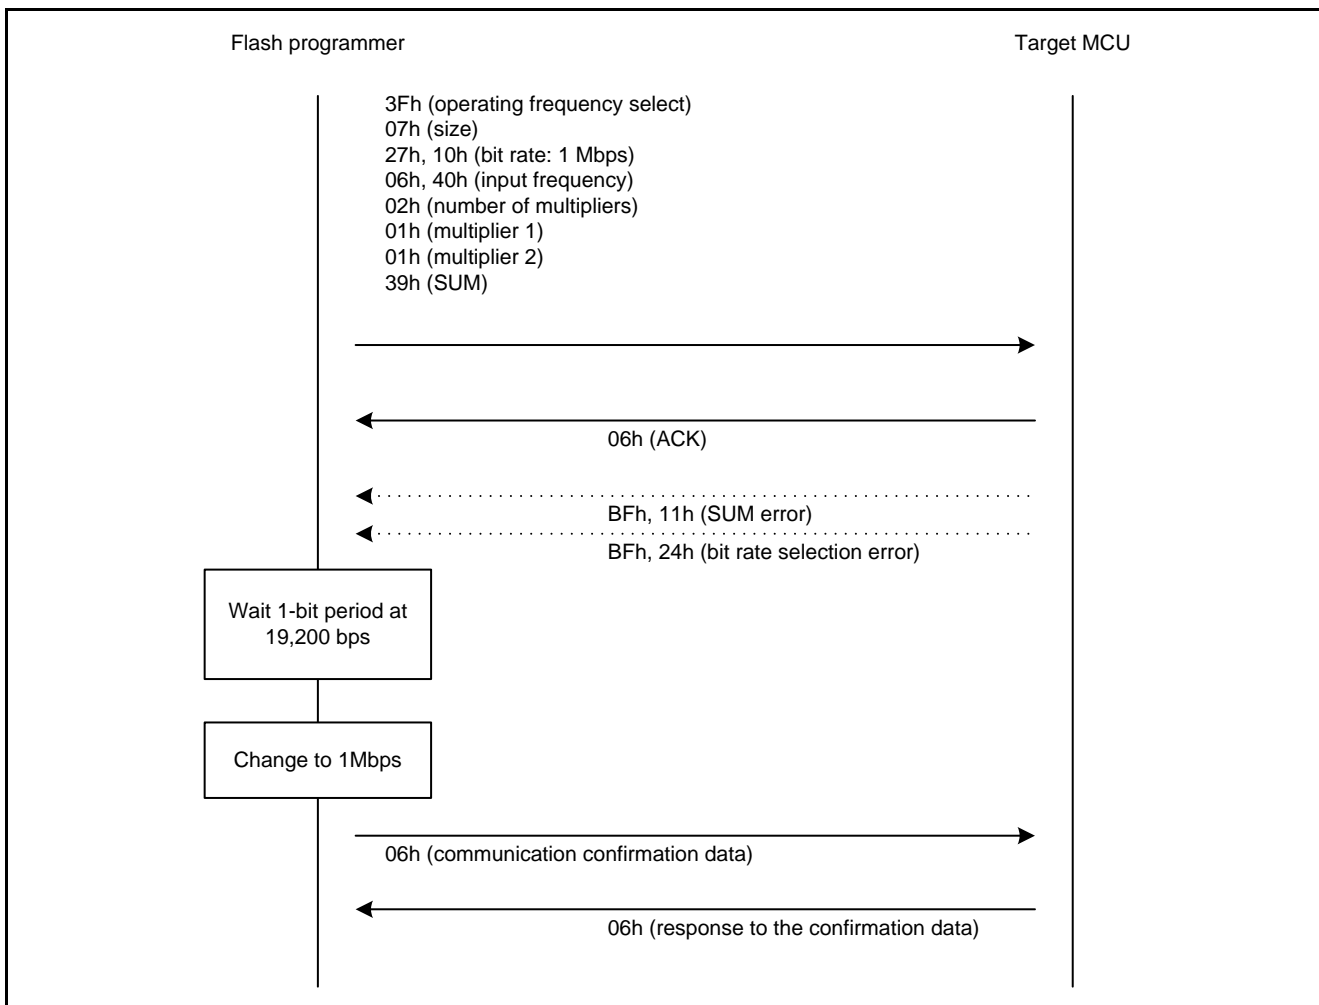 Flash programmer
Target MCU
3Fh (operating frequency select)
07h (size)
27h, 10h (bit rate: 1 Mbps)
06h, 40h (input frequency)
02h (number of multipliers)
01h (multiplier 1)
01h (multiplier 2)
39h (SUM)
06h (ACK)
BFh, 11h (SUM error)
BFh, 24h (bit rate selection error)
Wait 1-bit period at
19,200 bps
Change to 1Mbps
06h (communication confirmation data)
06h (response to the confirmation data)